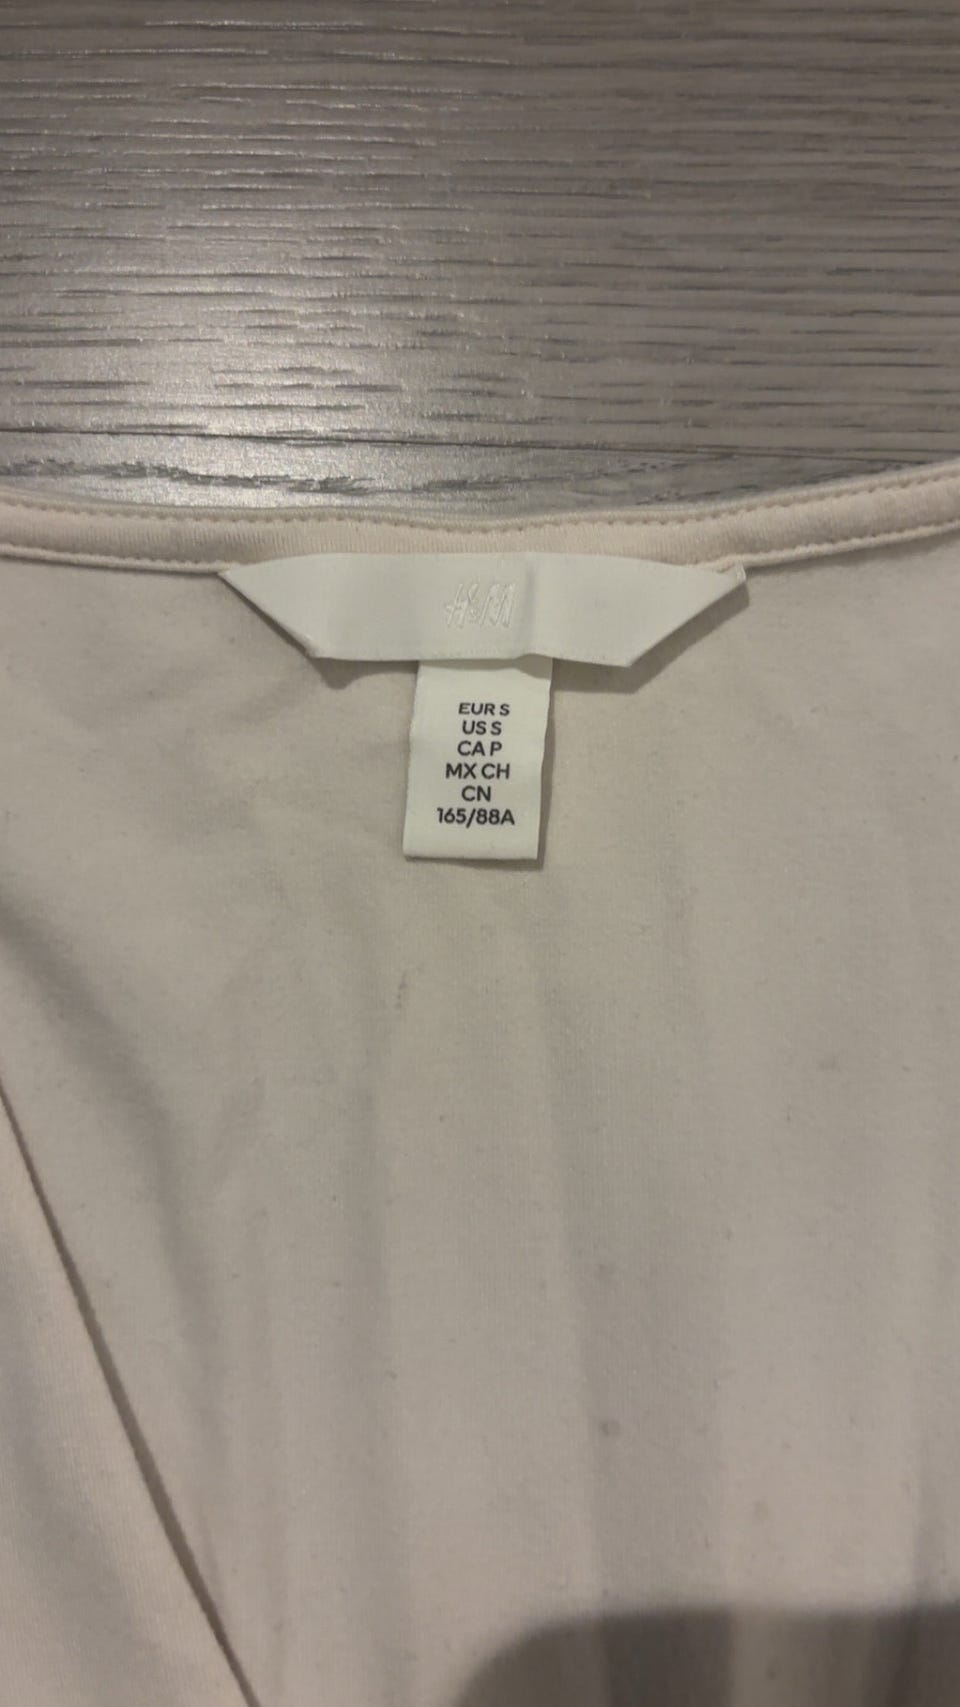 H&M
EUR S
US S
CA P
MX CH
CN
165/88A